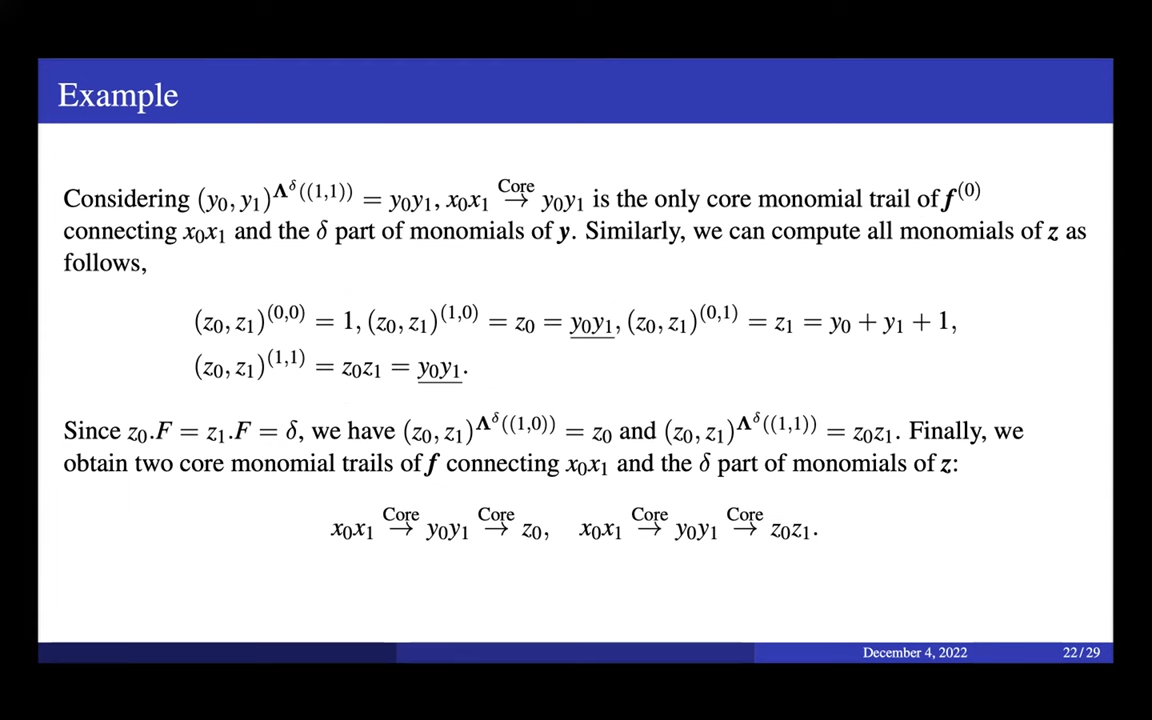 Example
Considering (y₀, y₁)^Λ^δ((1,1)) = y₀y₁, x₀x₁ →^Core y₀y₁ is the only core monomial trail of f^(0)
connecting x₀x₁ and the δ part of monomials of y. Similarly, we can compute all monomials of z as
follows,
(z₀, z₁)^(0,0) = 1, (z₀, z₁)^(1,0) = z₀ = y₀y₁, (z₀, z₁)^(0,1) = z₁ = y₀ + y₁ + 1,
(z₀, z₁)^(1,1) = z₀z₁ = y₀y₁.
Since z₀.F = z₁.F = δ, we have (z₀, z₁)^Λ^δ((1,0)) = z₀ and (z₀, z₁)^Λ^δ((1,1)) = z₀z₁. Finally, we
obtain two core monomial trails of f connecting x₀x₁ and the δ part of monomials of z:
x₀x₁ →^Core y₀y₁ →^Core z₀, x₀x₁ →^Core y₀y₁ →^Core z₀z₁.
December 4, 2022 22/29